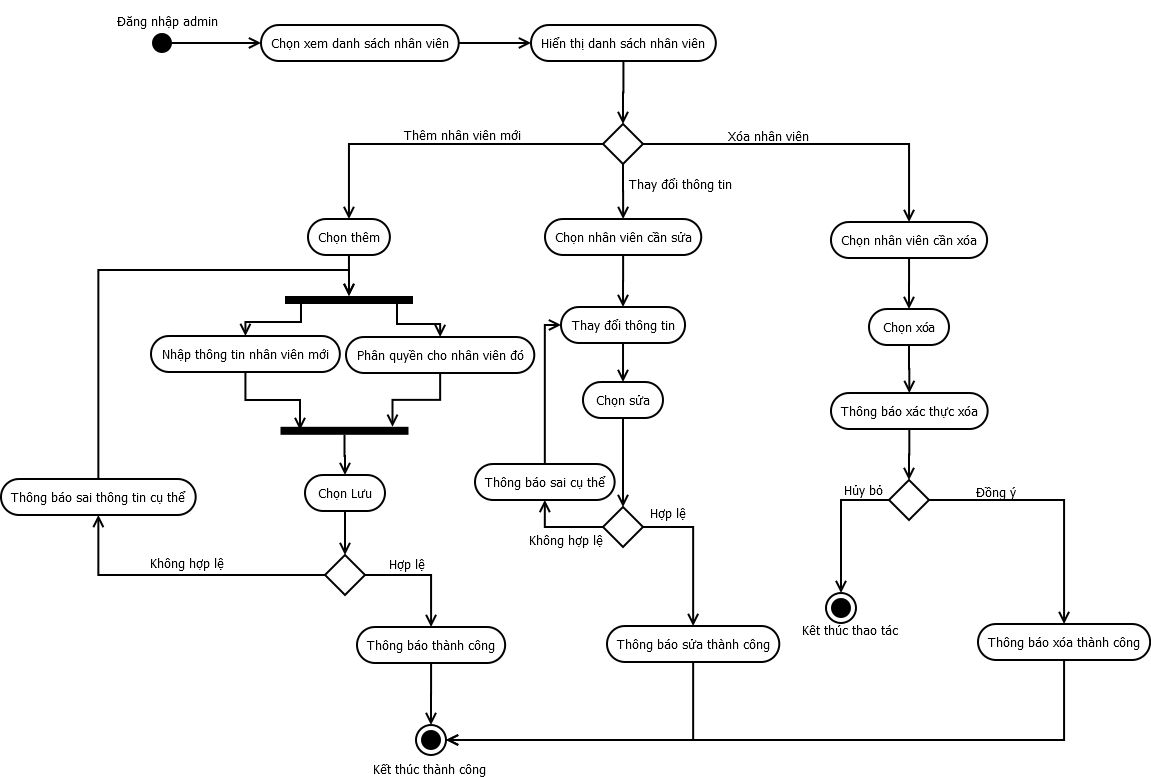 Đăng nhập admin
Chọn xem danh sách nhân viên
Hiển thị danh sách nhân viên
Thêm nhân viên mới
Xóa nhân viên
Thay đổi thông tin
Chọn thêm
Chọn nhân viên cần sửa
Chọn nhân viên cần xóa
Thay đổi thông tin
Chọn xóa
Nhập thông tin nhân viên mới
Phân quyền cho nhân viên đó
Chọn sửa
Thông báo xác thực xóa
Thông báo sai thông tin cụ thể
Chọn Lưu
Thông báo sai cụ thể
Hủy bỏ
Đồng ý
Hợp lệ
Không hợp lệ
Không hợp lệ
Hợp lệ
Kết thúc thao tác
Thông báo thành công
Thông báo sửa thành công
Thông báo xóa thành công
Kết thúc thành công